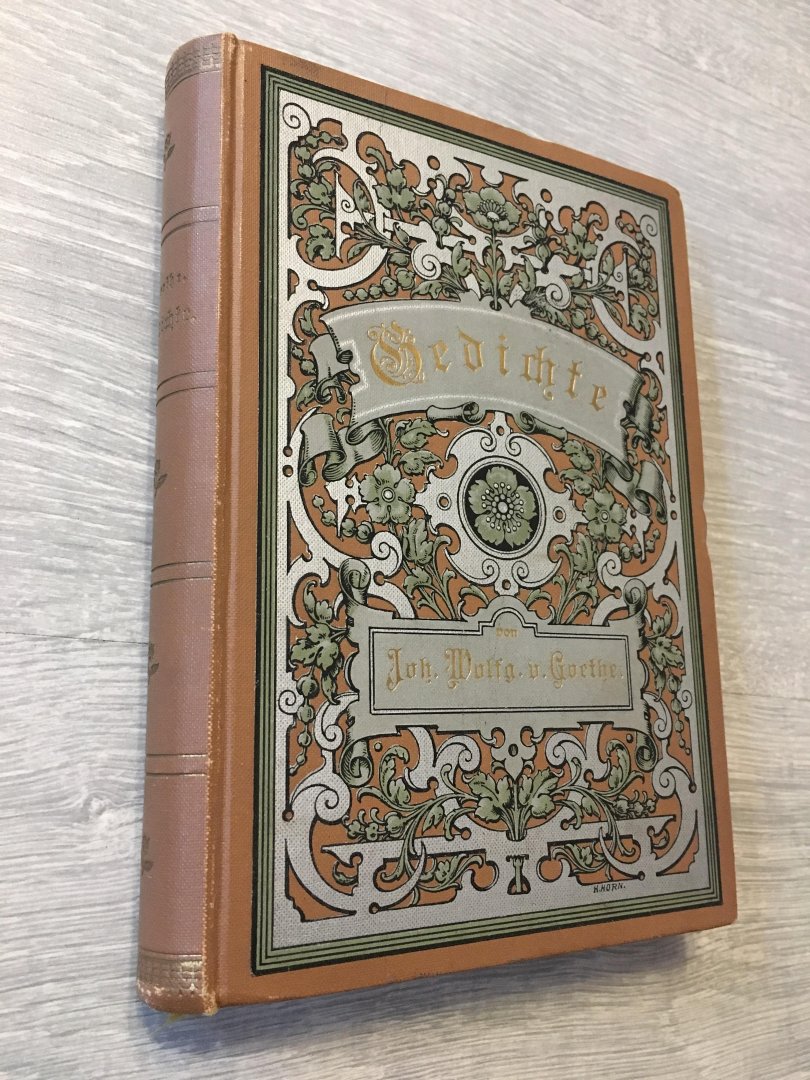 Gedichte
von
Joh. Wolfg. v. Goethe.
H. HORN.